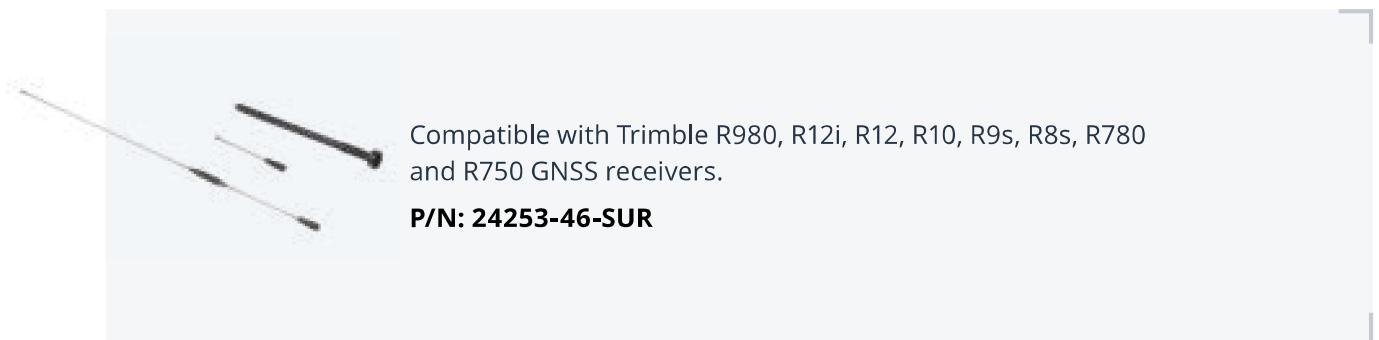 Compatible with Trimble R980, R12i, R12, R10, R9s, R8s, R780
and R750 GNSS receivers.
P/N: 24253-46-SUR